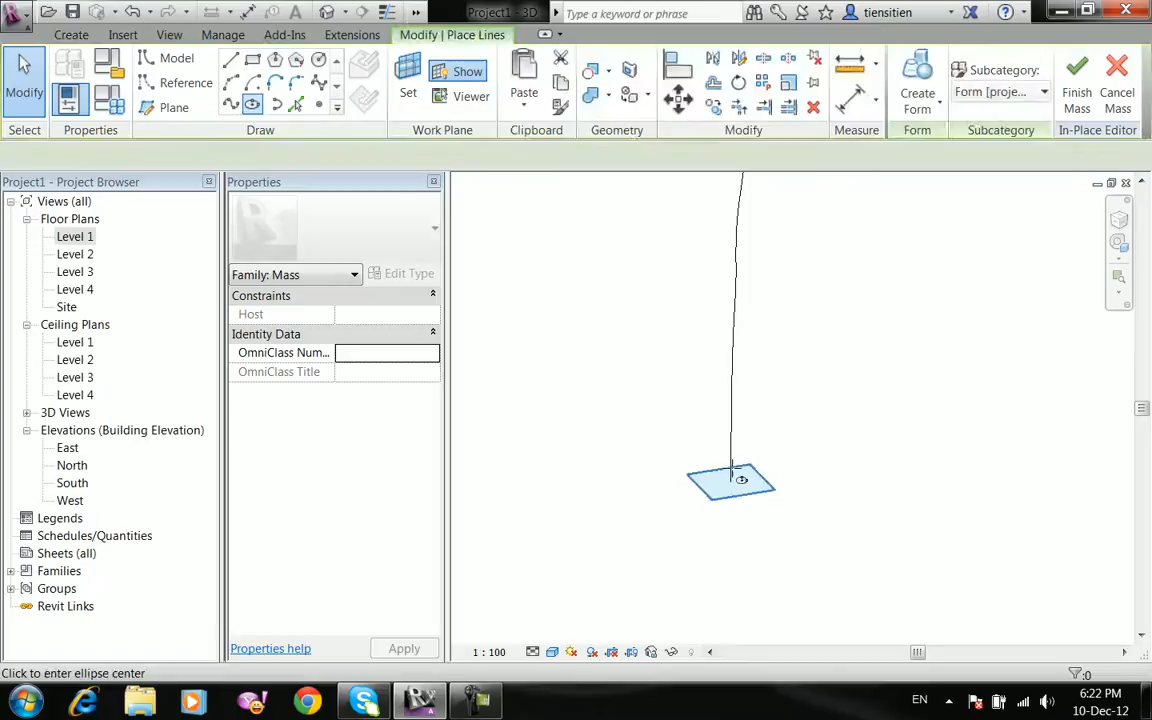 Project1 - 3D
Type a keyword or phrase
tiensitien
Create Insert View Manage Add-Ins Extensions Modify | Place Lines
Modify
Select
Properties
Model
Reference
Plane
Draw
Set
Show
Viewer
Work Plane
Paste
Clipboard
Geometry
Modify
Measure
Create Form
Form
Subcategory:
Form [proje...
Subcategory
Finish Mass
Cancel Mass
In-Place Editor
Project1 - Project Browser
Views (all)
Floor Plans
Level 1
Level 2
Level 3
Level 4
Site
Ceiling Plans
Level 1
Level 2
Level 3
Level 4
3D Views
Elevations (Building Elevation)
East
North
South
West
Legends
Schedules/Quantities
Sheets (all)
Families
Groups
Revit Links
Properties
Family: Mass
Edit Type
Constraints
Host
Identity Data
OmniClass Num...
OmniClass Title
Properties help
Apply
1 : 100
Click to enter ellipse center
:0
EN
6:22 PM
10-Dec-12